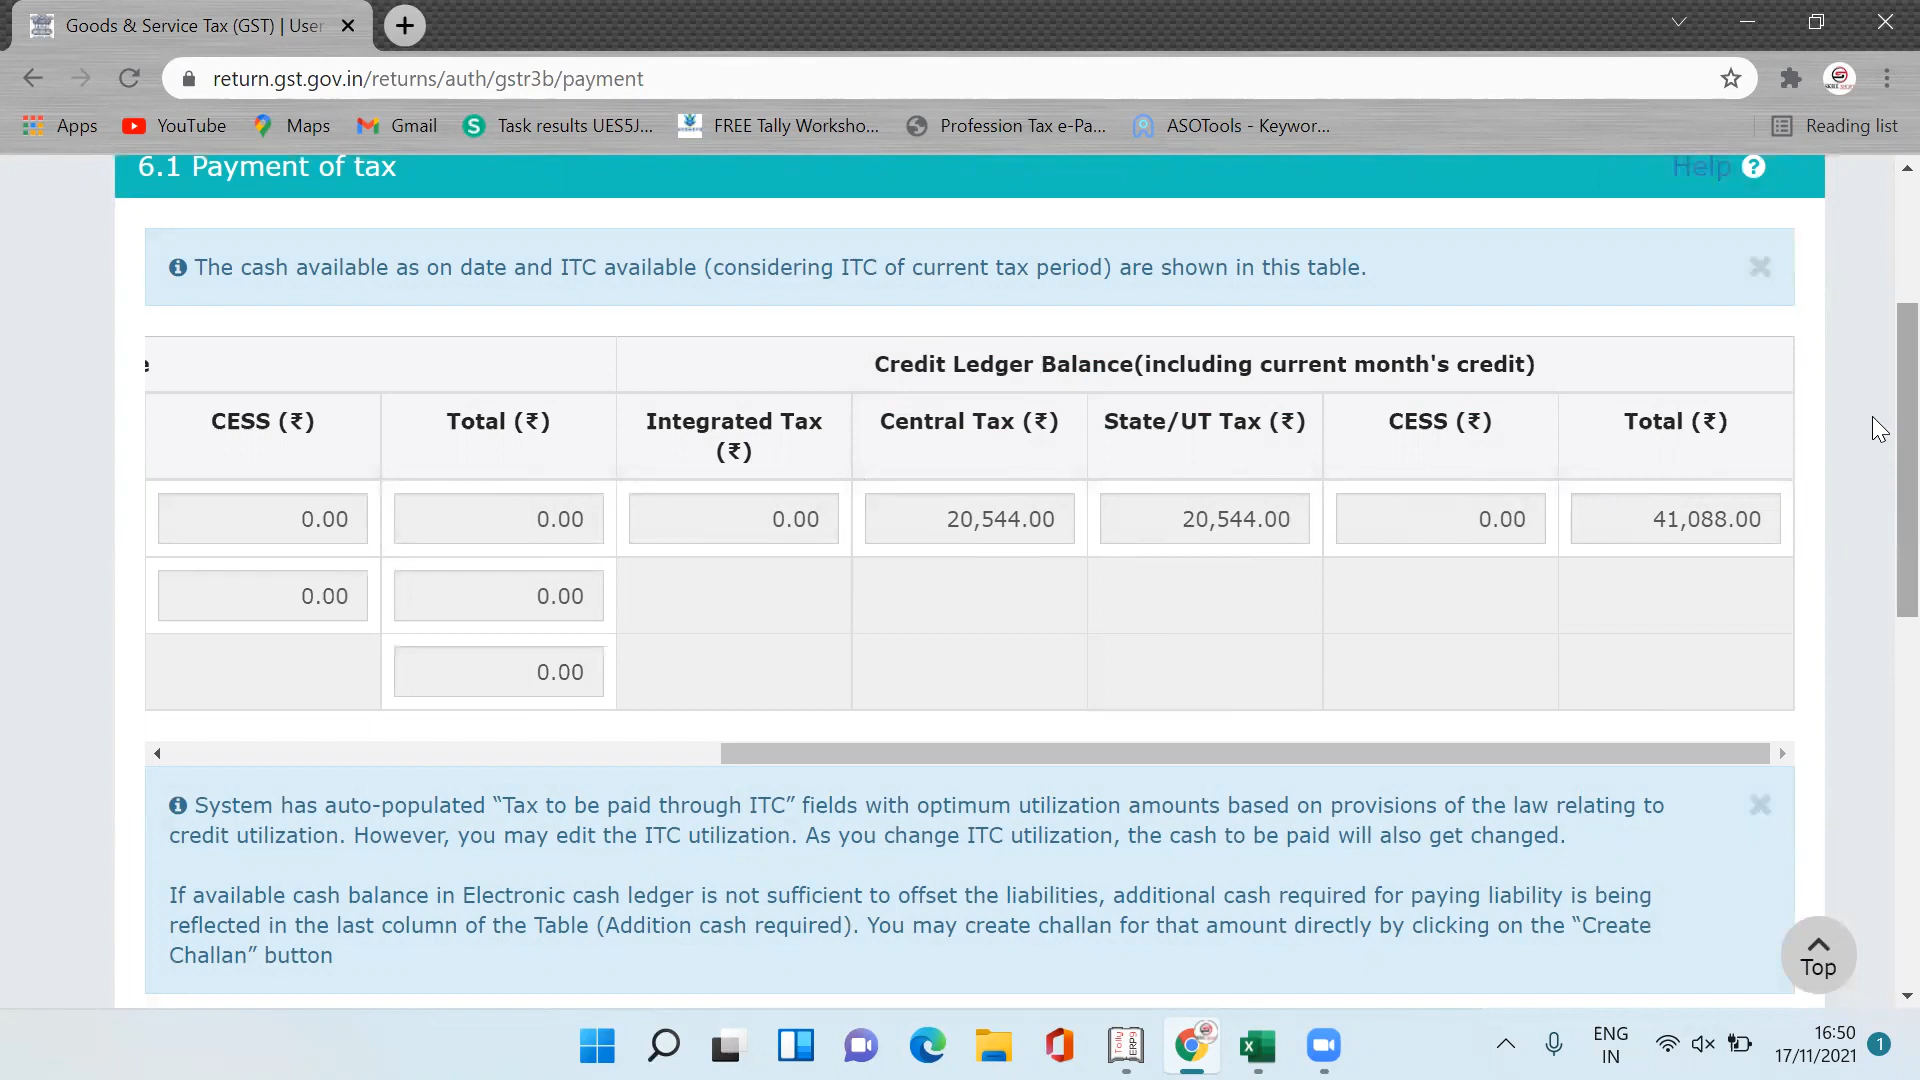 Goods & Service Tax (GST) | User
return.gst.gov.in/returns/auth/gstr3b/payment
Apps YouTube Maps Gmail S Task results UES5J... FREE Tally Worksho... Profession Tax e-Pa... ASOTools - Keywor... Reading list
6.1 Payment of tax Help ?
The cash available as on date and ITC available (considering ITC of current tax period) are shown in this table.
e Credit Ledger Balance(including current month's credit)
CESS (₹) Total (₹) Integrated Tax (₹) Central Tax (₹) State/UT Tax (₹) CESS (₹) Total (₹)
0.00 0.00 0.00 20,544.00 20,544.00 0.00 41,088.00
0.00 0.00
0.00
System has auto-populated “Tax to be paid through ITC” fields with optimum utilization amounts based on provisions of the law relating to
credit utilization. However, you may edit the ITC utilization. As you change ITC utilization, the cash to be paid will also get changed.
If available cash balance in Electronic cash ledger is not sufficient to offset the liabilities, additional cash required for paying liability is being
reflected in the last column of the Table (Addition cash required). You may create challan for that amount directly by clicking on the “Create
Challan” button
Top
Tally ERP9
ENG
IN
16:50
17/11/2021 1